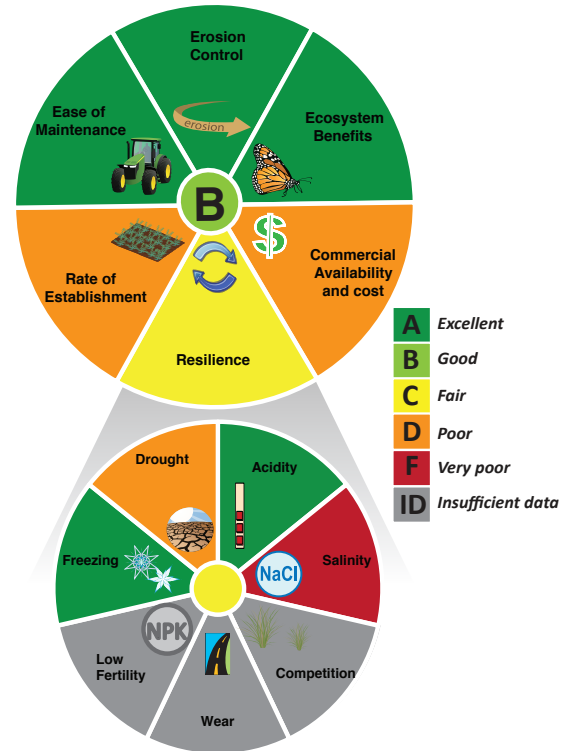 Erosion
Control
Ease of
Maintenance
erosion
Ecosystem
Benefits
B
$
Rate of
Establishment
Commercial
Availability
and cost
Resilience
A Excellent
B Good
C Fair
D Poor
F Very poor
ID Insufficient data
Drought
Acidity
Freezing
Salinity
NaCl
NPK
Low
Fertility
Competition
Wear